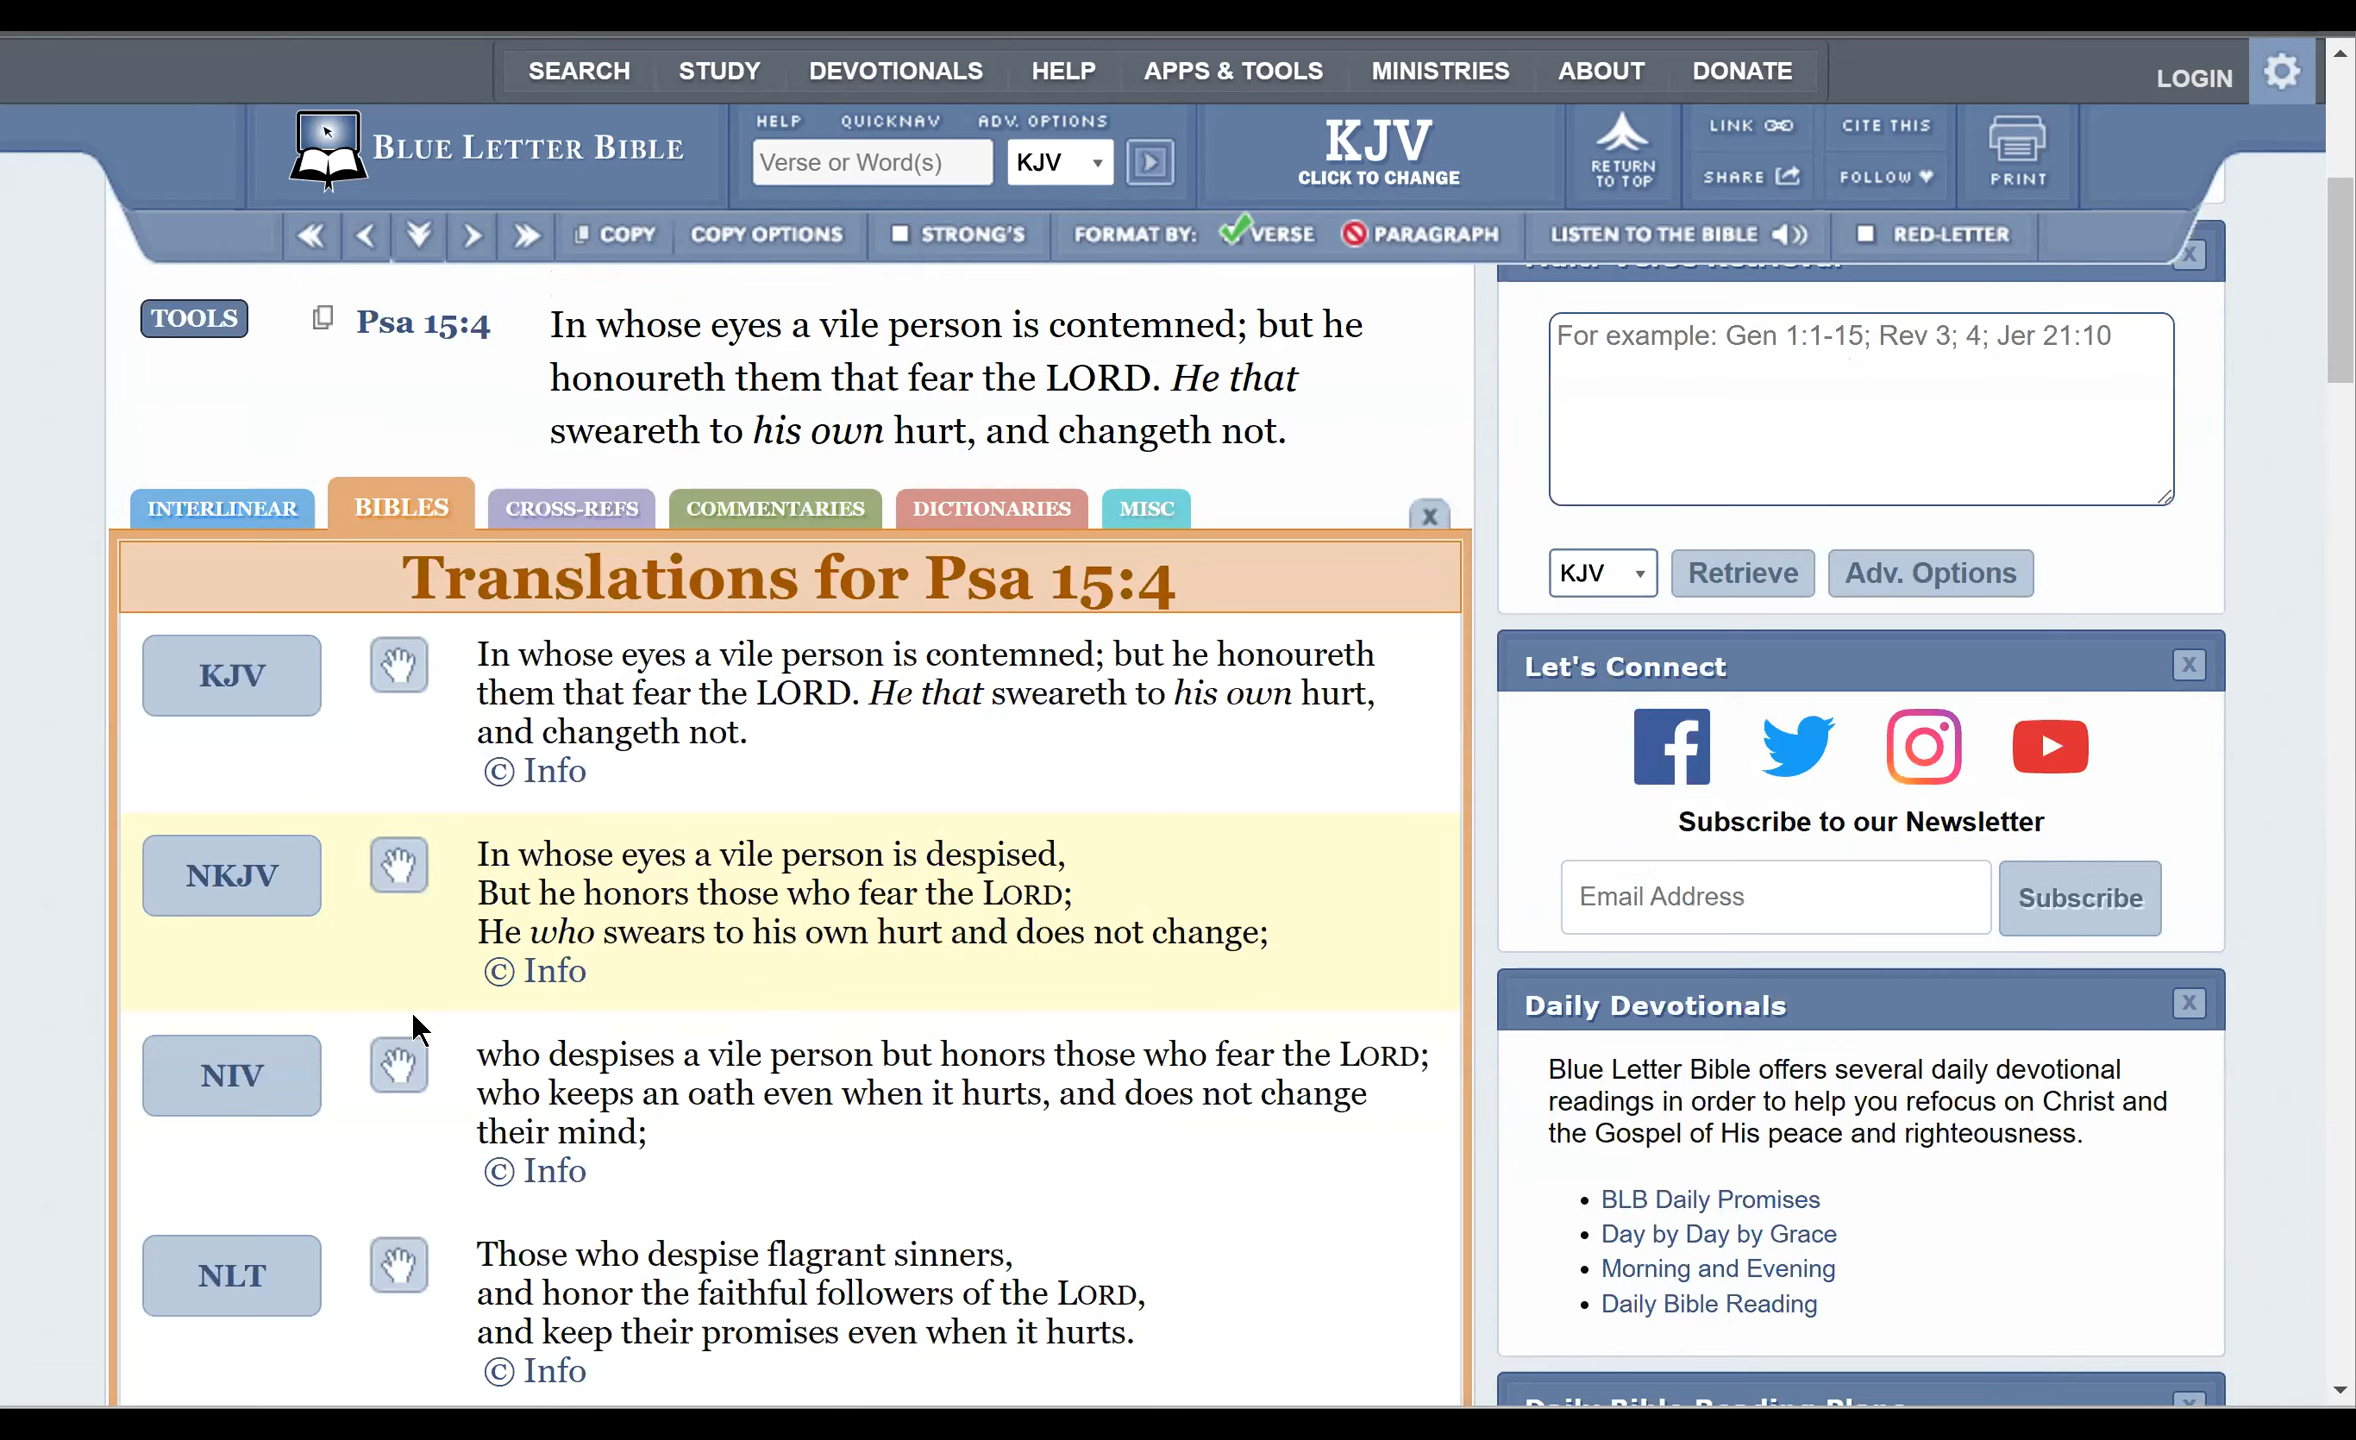 SEARCH STUDY DEVOTIONALS HELP APPS & TOOLS MINISTRIES ABOUT DONATE
LOGIN
BLUE LETTER BIBLE
HELP QUICKNAV ADV. OPTIONS
Verse or Word(s)
KJV
KJV
CLICK TO CHANGE
RETURN
TO TOP
LINK
CITE THIS
SHARE
FOLLOW
PRINT
COPY COPY OPTIONS STRONG'S FORMAT BY: VERSE PARAGRAPH LISTEN TO THE BIBLE RED-LETTER
X
TOOLS
Psa 15:4
In whose eyes a vile person is contemned; but he
honoureth them that fear the LORD. He that
sweareth to his own hurt, and changeth not.
INTERLINEAR BIBLES CROSS-REFS COMMENTARIES DICTIONARIES MISC
X
Translations for Psa 15:4
KJV
In whose eyes a vile person is contemned; but he honoureth
them that fear the LORD. He that sweareth to his own hurt,
and changeth not.
© Info
NKJV
In whose eyes a vile person is despised,
But he honors those who fear the LORD;
He who swears to his own hurt and does not change;
© Info
NIV
who despises a vile person but honors those who fear the LORD;
who keeps an oath even when it hurts, and does not change
their mind;
© Info
NLT
Those who despise flagrant sinners,
and honor the faithful followers of the LORD,
and keep their promises even when it hurts.
© Info
For example: Gen 1:1-15; Rev 3; 4; Jer 21:10
KJV
Retrieve
Adv. Options
Let's Connect
X
Subscribe to our Newsletter
Email Address
Subscribe
Daily Devotionals
X
Blue Letter Bible offers several daily devotional
readings in order to help you refocus on Christ and
the Gospel of His peace and righteousness.
BLB Daily Promises
Day by Day by Grace
Morning and Evening
Daily Bible Reading
Daily Bible Reading Plans